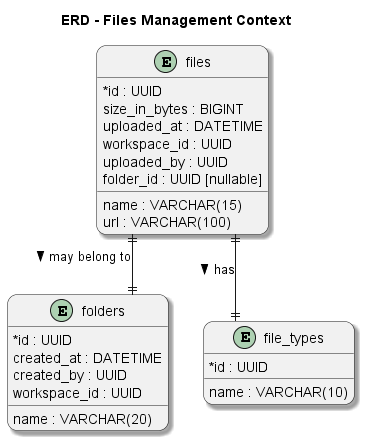 ERD - Files Management Context
E files
*id : UUID
size_in_bytes : BIGINT
uploaded_at : DATETIME
workspace_id : UUID
uploaded_by : UUID
folder_id : UUID [nullable]
name : VARCHAR(15)
url : VARCHAR(100)
may belong to
has
E folders
*id : UUID
created_at : DATETIME
created_by : UUID
workspace_id : UUID
name : VARCHAR(20)
E file_types
*id : UUID
name : VARCHAR(10)